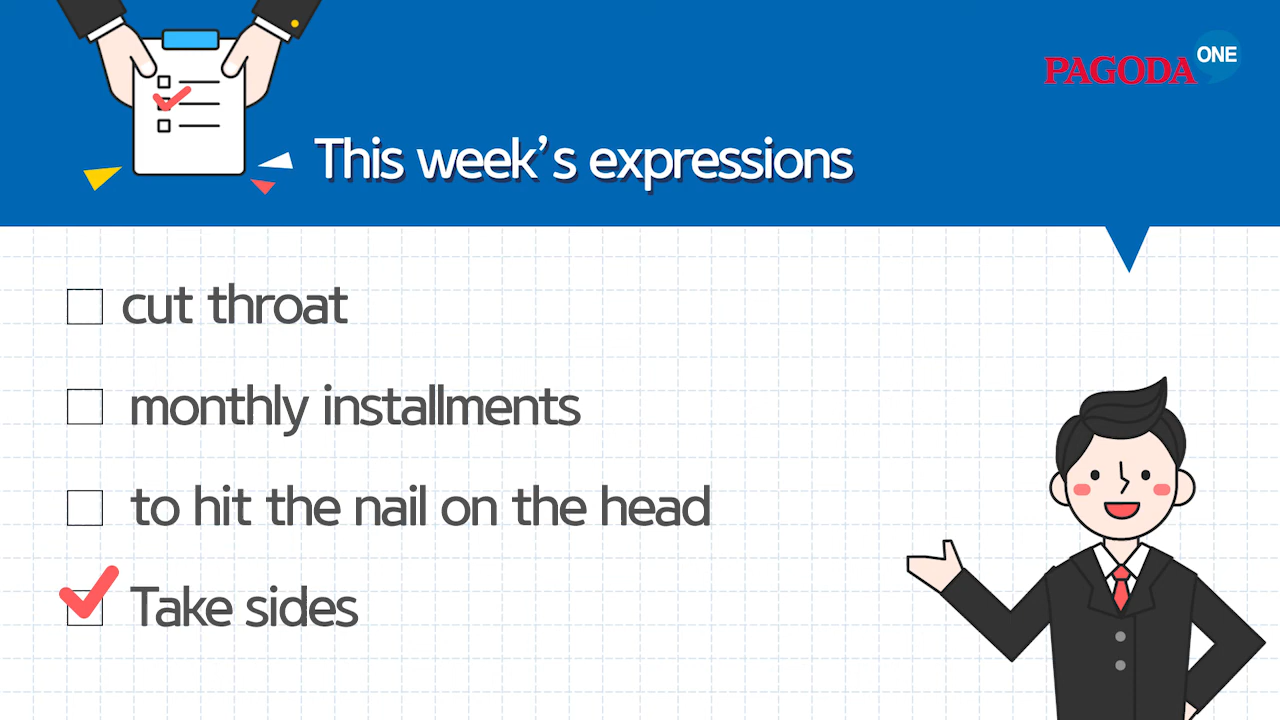 PAGODA ONE
This week's expressions
cut throat
monthly installments
to hit the nail on the head
Take sides